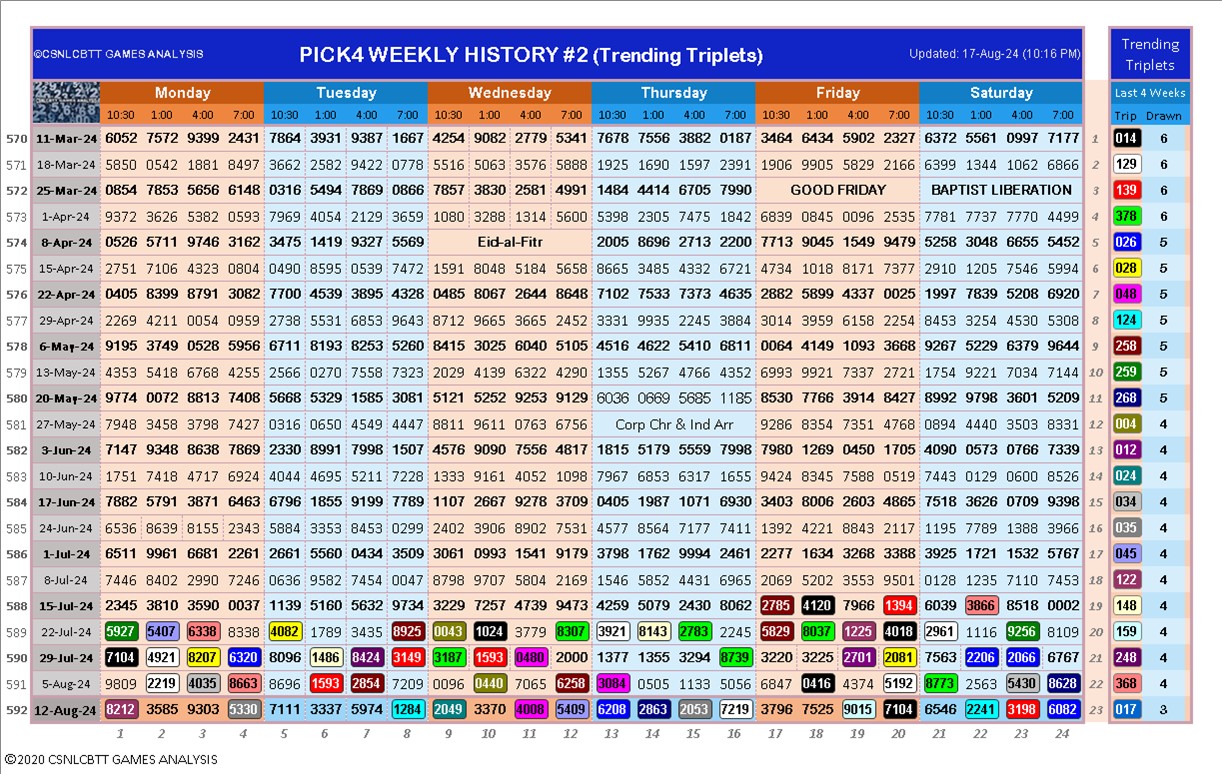 ©CSNLCBTT GAMES ANALYSIS PICK4 WEEKLY HISTORY #2 (Trending Triplets) Updated: 17-Aug-24 (10:16 PM) Trending Triplets
Monday Tuesday Wednesday Thursday Friday Saturday Last 4 Weeks
10:30 1:00 4:00 7:00 10:30 1:00 4:00 7:00 10:30 1:00 4:00 7:00 10:30 1:00 4:00 7:00 10:30 1:00 4:00 7:00 10:30 1:00 4:00 7:00 Trip Drawn
570 11-Mar-24 6052 7572 9399 2431 7864 3931 9387 1667 4254 9082 2779 5341 7678 7556 3882 0187 3464 6434 5902 2327 6372 5561 0997 7177 1 014 6
571 18-Mar-24 5850 0542 1881 8497 3662 2582 9422 0776 5516 5063 3576 5888 1925 1690 1597 2391 1906 9905 5829 2166 6399 1344 1062 6866 2 129 6
572 25-Mar-24 0854 7853 5656 6148 0316 5494 7869 0866 7857 3830 2581 4991 1484 4414 6705 7990 GOOD FRIDAY BAPTIST LIBERATION 3 139 6
573 1-Apr-24 9372 3626 5382 0593 7969 4054 2129 3659 1080 3288 1314 5600 5398 2305 7475 1842 6839 0845 0096 2535 7781 7737 7770 4499 4 378 6
574 8-Apr-24 0526 5711 9746 3162 3475 1419 9327 5569 Eid-al-Fitr 2005 8696 2713 2200 7713 9045 1549 9479 5258 3048 6655 5452 5 026 5
575 15-Apr-24 2751 7106 4323 0804 0490 8595 0539 7472 1591 8048 5184 5658 8665 3485 4332 6721 4734 1018 8171 7377 2910 1205 7546 5994 6 028 5
576 22-Apr-24 0405 8399 8791 3082 7700 4539 3895 4328 0485 8067 2644 8648 7102 7533 7373 4635 2882 5899 4337 0025 1997 7839 5208 6920 7 048 5
577 29-Apr-24 2269 4211 0054 0959 2738 5531 6853 9643 8712 9665 3665 2452 3331 9935 2245 3884 3014 3959 6158 2254 8453 3254 4530 5308 8 124 5
578 6-May-24 9195 3749 0528 5956 6711 8193 8253 5260 8415 3025 6040 5105 4516 4622 5410 6811 0064 4149 1093 3668 9267 5229 6379 9644 9 258 5
579 13-May-24 4353 5418 6768 4255 2566 0270 7558 7323 2029 4139 6322 4290 1355 5267 4766 4352 6993 9921 7337 2721 1754 9221 7034 7144 10 259 5
580 20-May-24 9774 0072 8813 7408 5668 5329 1585 3081 5121 5252 9253 9129 6036 0669 5685 1185 8530 7766 3914 8427 8992 9798 3601 5209 11 268 5
581 27-May-24 7948 3458 3798 7427 0316 0650 4549 4447 8811 9611 0763 6756 Corp Chr & Ind Arr 9286 8354 7351 4768 0894 4440 3503 8331 12 004 4
582 3-Jun-24 7147 9348 8638 7869 2330 8991 7998 1507 4576 9090 7556 4817 1815 5179 5559 7998 7980 1269 0450 1705 4090 0573 0766 7339 13 012 4
583 10-Jun-24 1751 7418 4717 6924 4044 4695 5211 7228 1333 9161 4052 1098 7967 6853 6317 1655 9424 8345 7588 0519 7443 0129 0600 8526 14 024 4
584 17-Jun-24 7882 5791 3871 6463 6796 1855 9199 7789 1107 2667 9278 3709 0405 1987 1071 6930 3403 8006 2603 4865 7518 3626 0709 9398 15 034 4
585 24-Jun-24 6536 8639 8155 2343 5884 3353 8453 0299 2402 3906 8902 7531 4577 8564 7177 7411 1392 4221 8843 2117 1195 7789 1388 3966 16 035 4
586 1-Jul-24 6511 9961 6681 2261 2661 5560 0434 3509 3061 0993 1541 9179 3798 1762 9994 2461 2277 1634 3268 3388 3925 1721 1532 5767 17 045 4
587 8-Jul-24 7446 8402 2990 7246 0636 9582 7454 0047 8798 9707 5804 2169 1546 5852 4431 6965 2069 5202 3553 9501 0128 1235 7110 7453 18 122 4
588 15-Jul-24 2345 3810 3590 0037 1139 5160 5632 9734 3229 7257 4739 9473 4259 5079 2430 8062 2785 4120 7966 1394 6039 3866 8518 0002 19 148 4
589 22-Jul-24 5927 5407 6338 8338 4082 1789 3435 8925 0043 1024 3779 8307 3921 8143 2783 2245 5829 8037 1225 4018 2961 1116 9256 8109 20 159 4
590 29-Jul-24 7104 4921 8207 6320 8096 1486 8424 3149 3187 1593 0480 2000 1377 1355 3294 8739 3220 3225 2701 2081 7563 2206 2066 6767 21 248 4
591 5-Aug-24 9809 2219 4035 8663 8696 1593 2854 7209 0096 0440 7065 6258 3084 0505 1133 5056 6847 0416 4374 5192 8773 2563 5430 8628 22 368 4
592 12-Aug-24 8212 3585 9303 5330 7111 3337 5974 1284 2049 3370 4008 5409 6208 2863 2053 7219 3796 7525 9015 7104 6546 2241 3198 6082 23 017 3
1 2 3 4 5 6 7 8 9 10 11 12 13 14 15 16 17 18 19 20 21 22 23 24
©2020 CSNLCBTT GAMES ANALYSIS